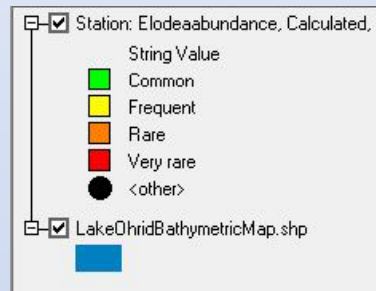 Station: Elodeaabundance, Calculated,
String Value
Common
Frequent
Rare
Very rare
<other>
LakeOhridBathymetricMap.shp